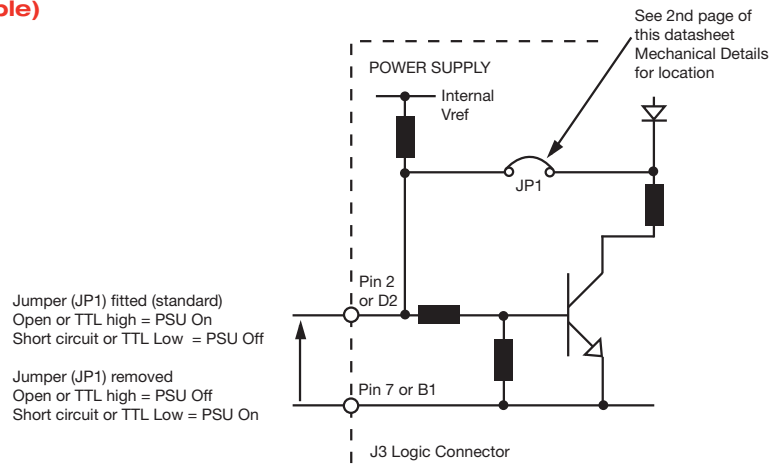 ole)
See 2nd page of
this datasheet
Mechanical Details
for location
POWER SUPPLY
Internal
Vref
JP1
Pin 2
or D2
Jumper (JP1) fitted (standard)
Open or TTL high = PSU On
Short circuit or TTL Low = PSU Off
Jumper (JP1) removed
Open or TTL high = PSU Off
Short circuit or TTL Low = PSU On
Pin 7 or B1
J3 Logic Connector